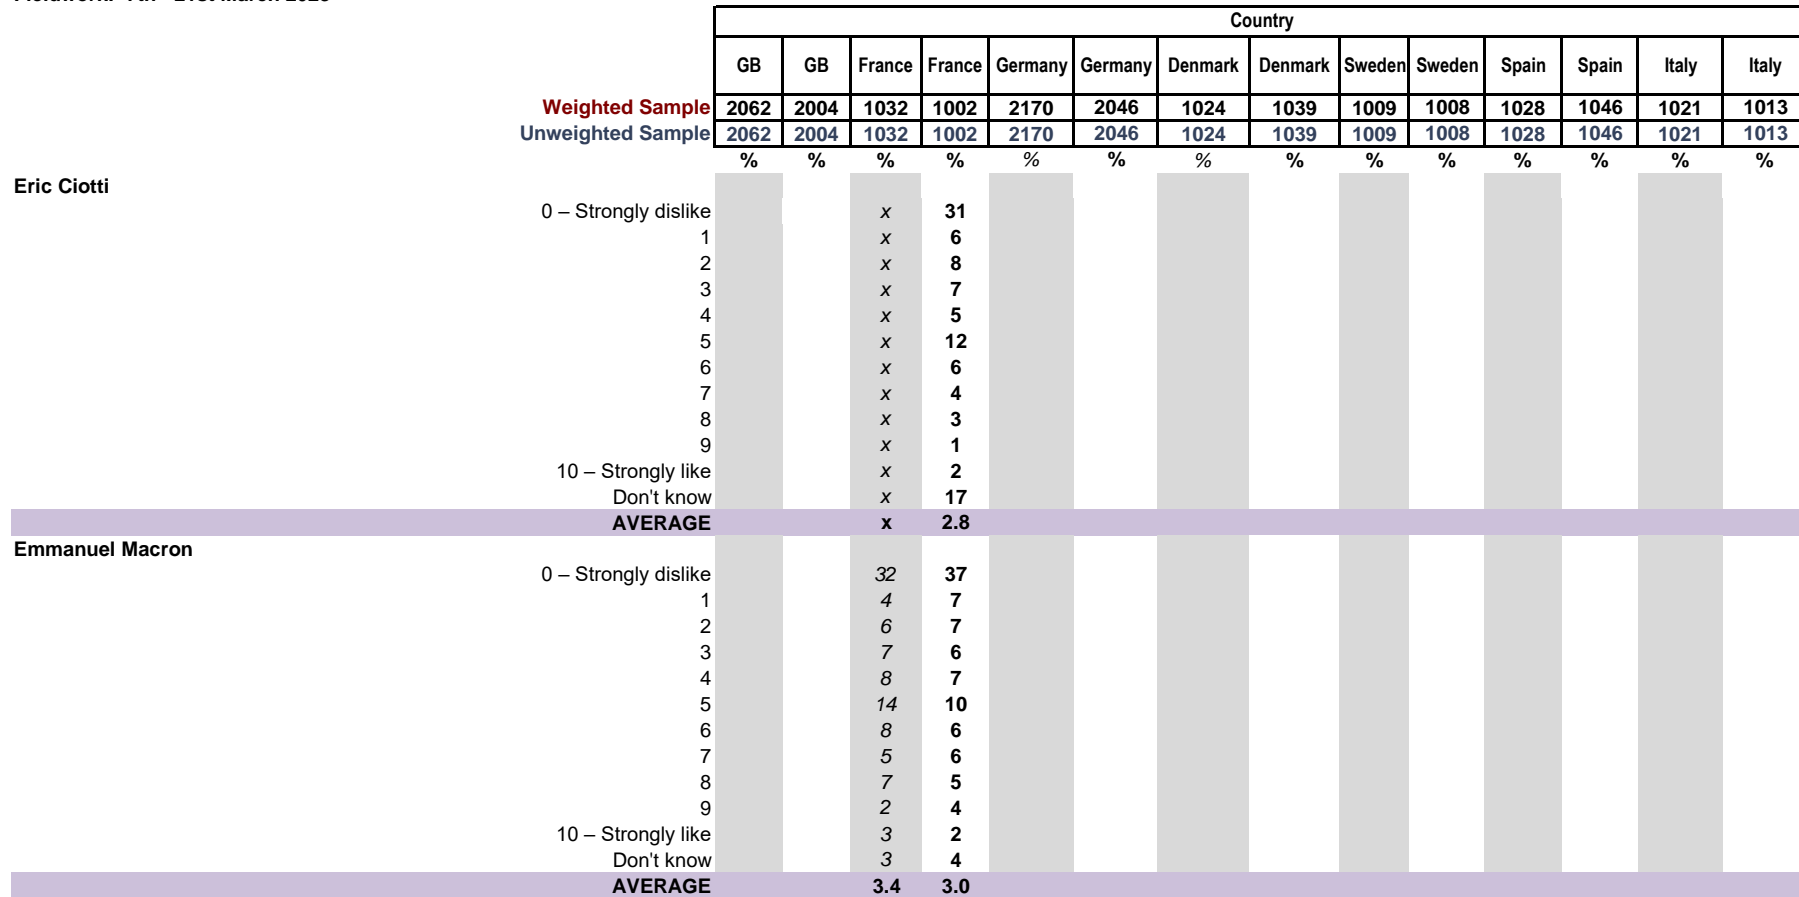 Country
GB GB France France Germany Germany Denmark Denmark Sweden Sweden Spain Spain Italy Italy
Weighted Sample 2062 2004 1032 1002 2170 2046 1024 1039 1009 1008 1028 1046 1021 1013
Unweighted Sample 2062 2004 1032 1002 2170 2046 1024 1039 1009 1008 1028 1046 1021 1013
% % % % % % % % % % % % % %
Eric Ciotti
0 – Strongly dislike x 31
1 x 6
2 x 8
3 x 7
4 x 5
5 x 12
6 x 6
7 x 4
8 x 3
9 x 1
10 – Strongly like x 2
Don't know x 17
AVERAGE x 2.8
Emmanuel Macron
0 – Strongly dislike 32 37
1 4 7
2 6 7
3 7 6
4 8 7
5 14 10
6 8 6
7 5 6
8 7 5
9 2 4
10 – Strongly like 3 2
Don't know 3 4
AVERAGE 3.4 3.0